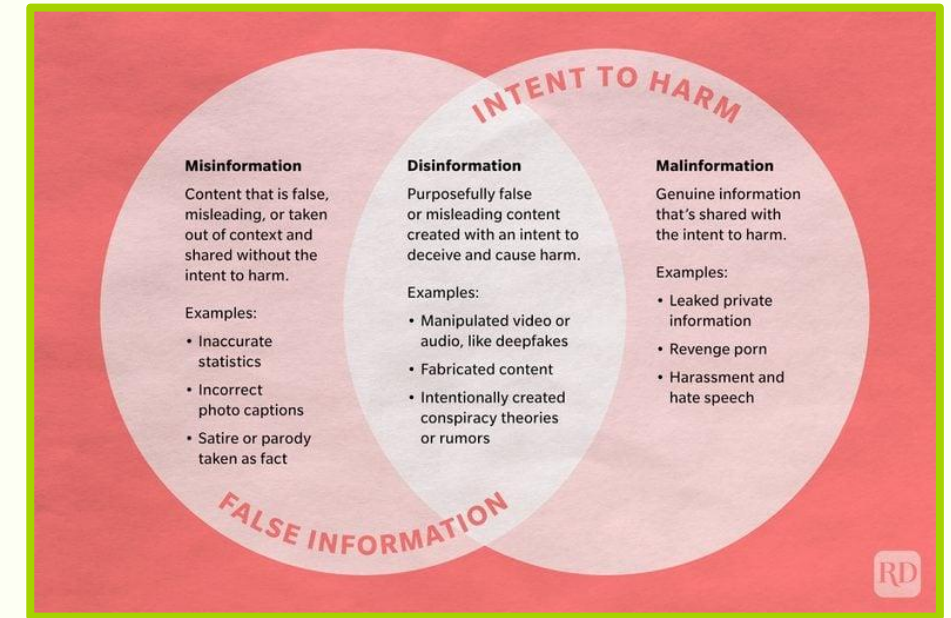 INTENT TO HARM
Misinformation
Content that is false,
misleading, or taken
out of context and
shared without the
intent to harm.
Examples:
• Inaccurate
statistics
• Incorrect
photo captions
• Satire or parody
taken as fact
Disinformation
Purposefully false
or misleading content
created with an intent to
deceive and cause harm.
Examples:
• Manipulated video or
audio, like deepfakes
• Fabricated content
• Intentionally created
conspiracy theories
or rumors
Malinformation
Genuine information
that's shared with
the intent to harm.
Examples:
• Leaked private
information
• Revenge porn
• Harassment and
hate speech
FALSE INFORMATION
RD